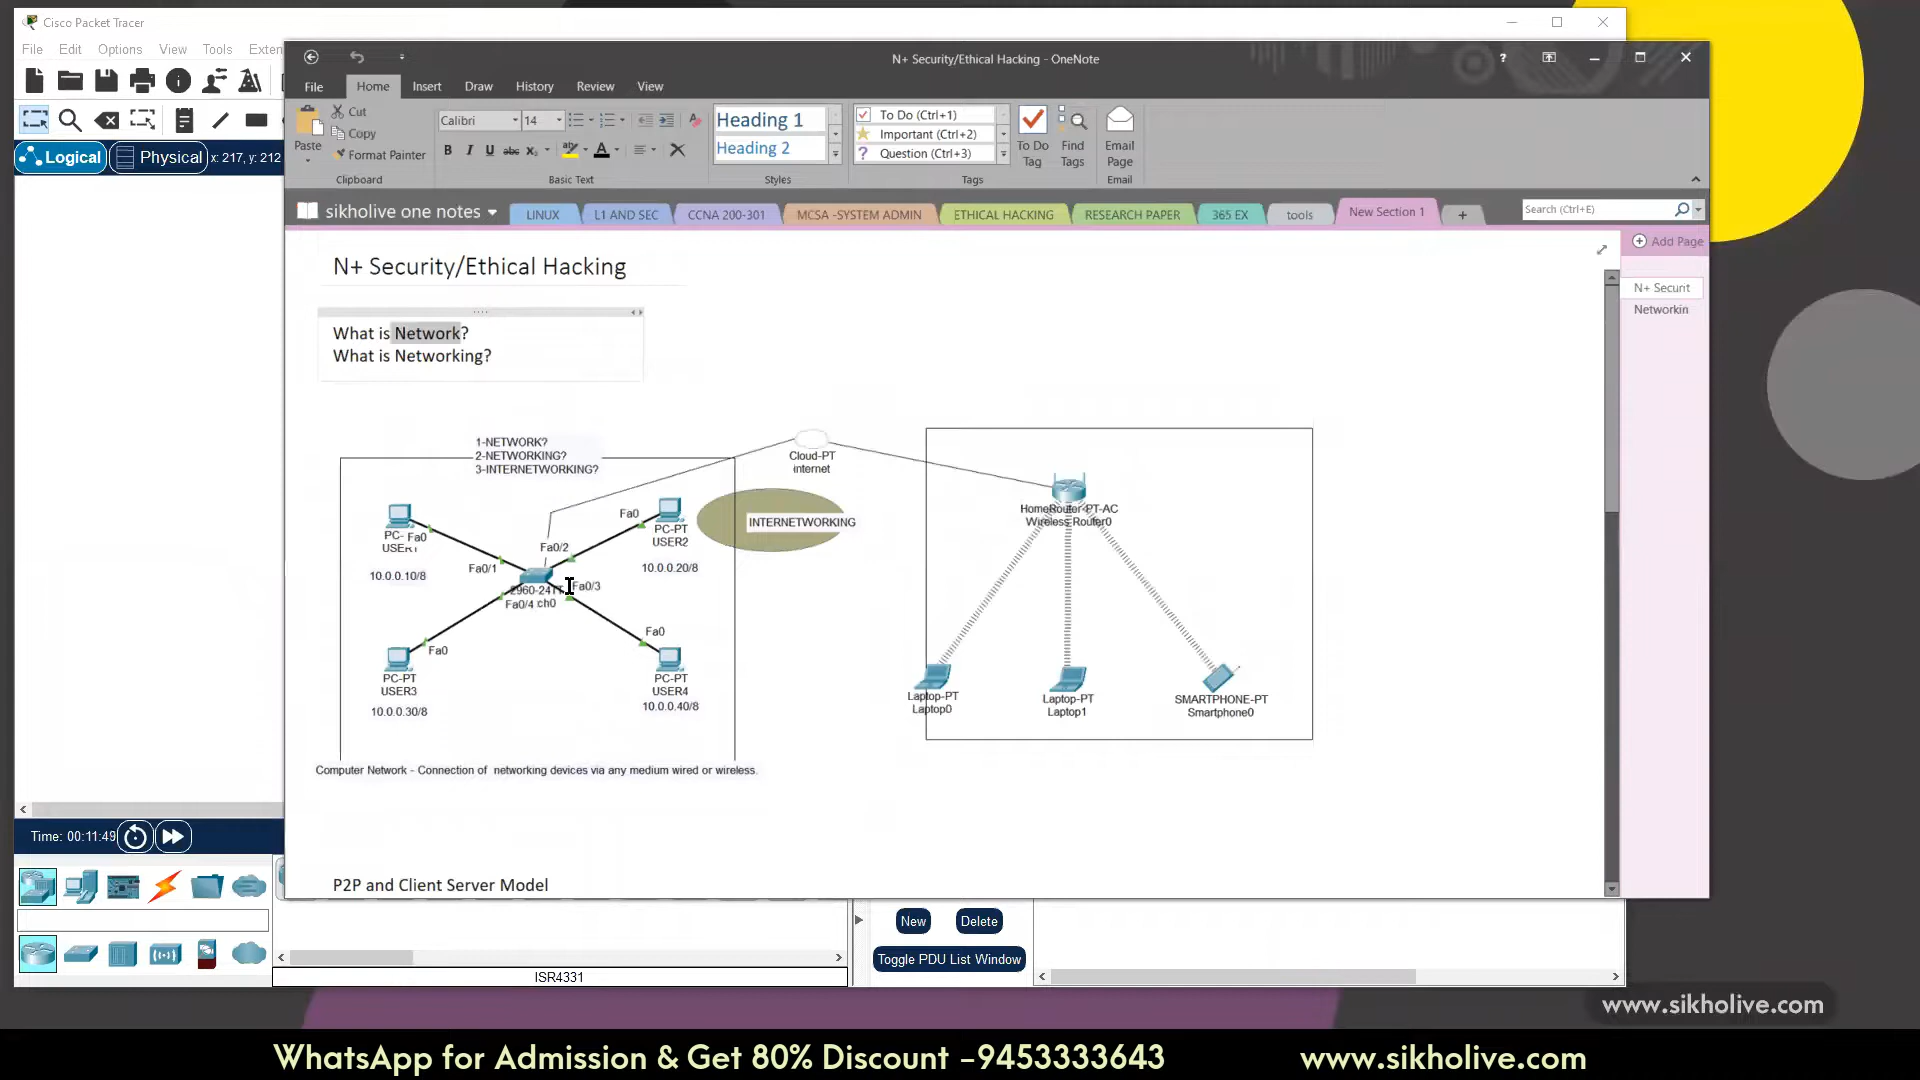 Cisco Packet Tracer
File Edit Options View Tools Exten
N+ Security/Ethical Hacking - OneNote
File Home Insert Draw History Review View
Paste
Cut
Copy
Format Painter
Clipboard
Calibri 14
B I U abc x₂ aby A
Basic Text
Heading 1
Heading 2
Styles
To Do (Ctrl+1)
Important (Ctrl+2)
Question (Ctrl+3)
Tags
To Do Tag
Find Tags
Email Page
Email
Logical Physical x: 217, y: 212
sikholive one notes
LINUX L1 AND SEC CCNA 200-301 MCSA -SYSTEM ADMIN ETHICAL HACKING RESEARCH PAPER 365 EX tools New Section 1
Search (Ctrl+E)
Add Page
N+ Securit
Networkin
N+ Security/Ethical Hacking
What is Network?
What is Networking?
1-NETWORK?
2-NETWORKING?
3-INTERNETWORKING?
Cloud-PT
internet
INTERNETWORKING
Fa0
USER1
10.0.0.10/8
Fa0/1
Fa0
PC-PT
USER2
10.0.0.20/8
Fa0/2
Fa0/3
Fa0/4 ch0
Fa0
PC-PT
USER3
10.0.0.30/8
Fa0
PC-PT
USER4
10.0.0.40/8
HomeRouter-PT-AC
Wireless Router0
Laptop-PT
Laptop0
Laptop-PT
Laptop1
SMARTPHONE-PT
Smartphone0
Computer Network - Connection of networking devices via any medium wired or wireless.
P2P and Client Server Model
Time: 00:11:49
New Delete
Toggle PDU List Window
ISR4331
www.sikholive.com
WhatsApp for Admission & Get 80% Discount –9453333643 www.sikholive.com